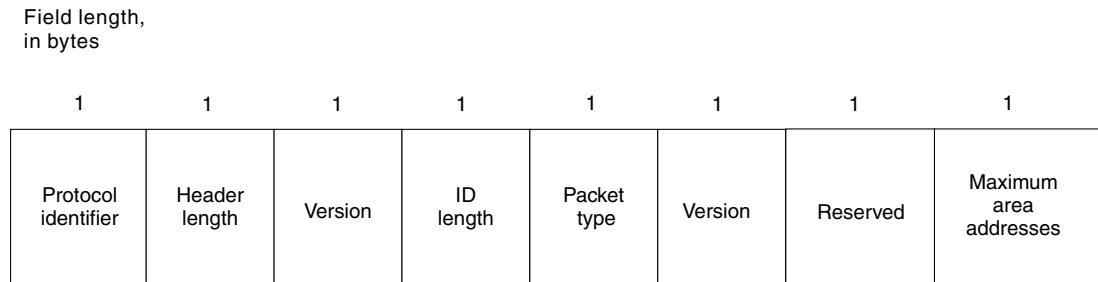 Field length,
in bytes
1 1 1 1 1 1 1 1
Protocol
identifier
Header
length
Version
ID
length
Packet
type
Version
Reserved
Maximum
area
addresses